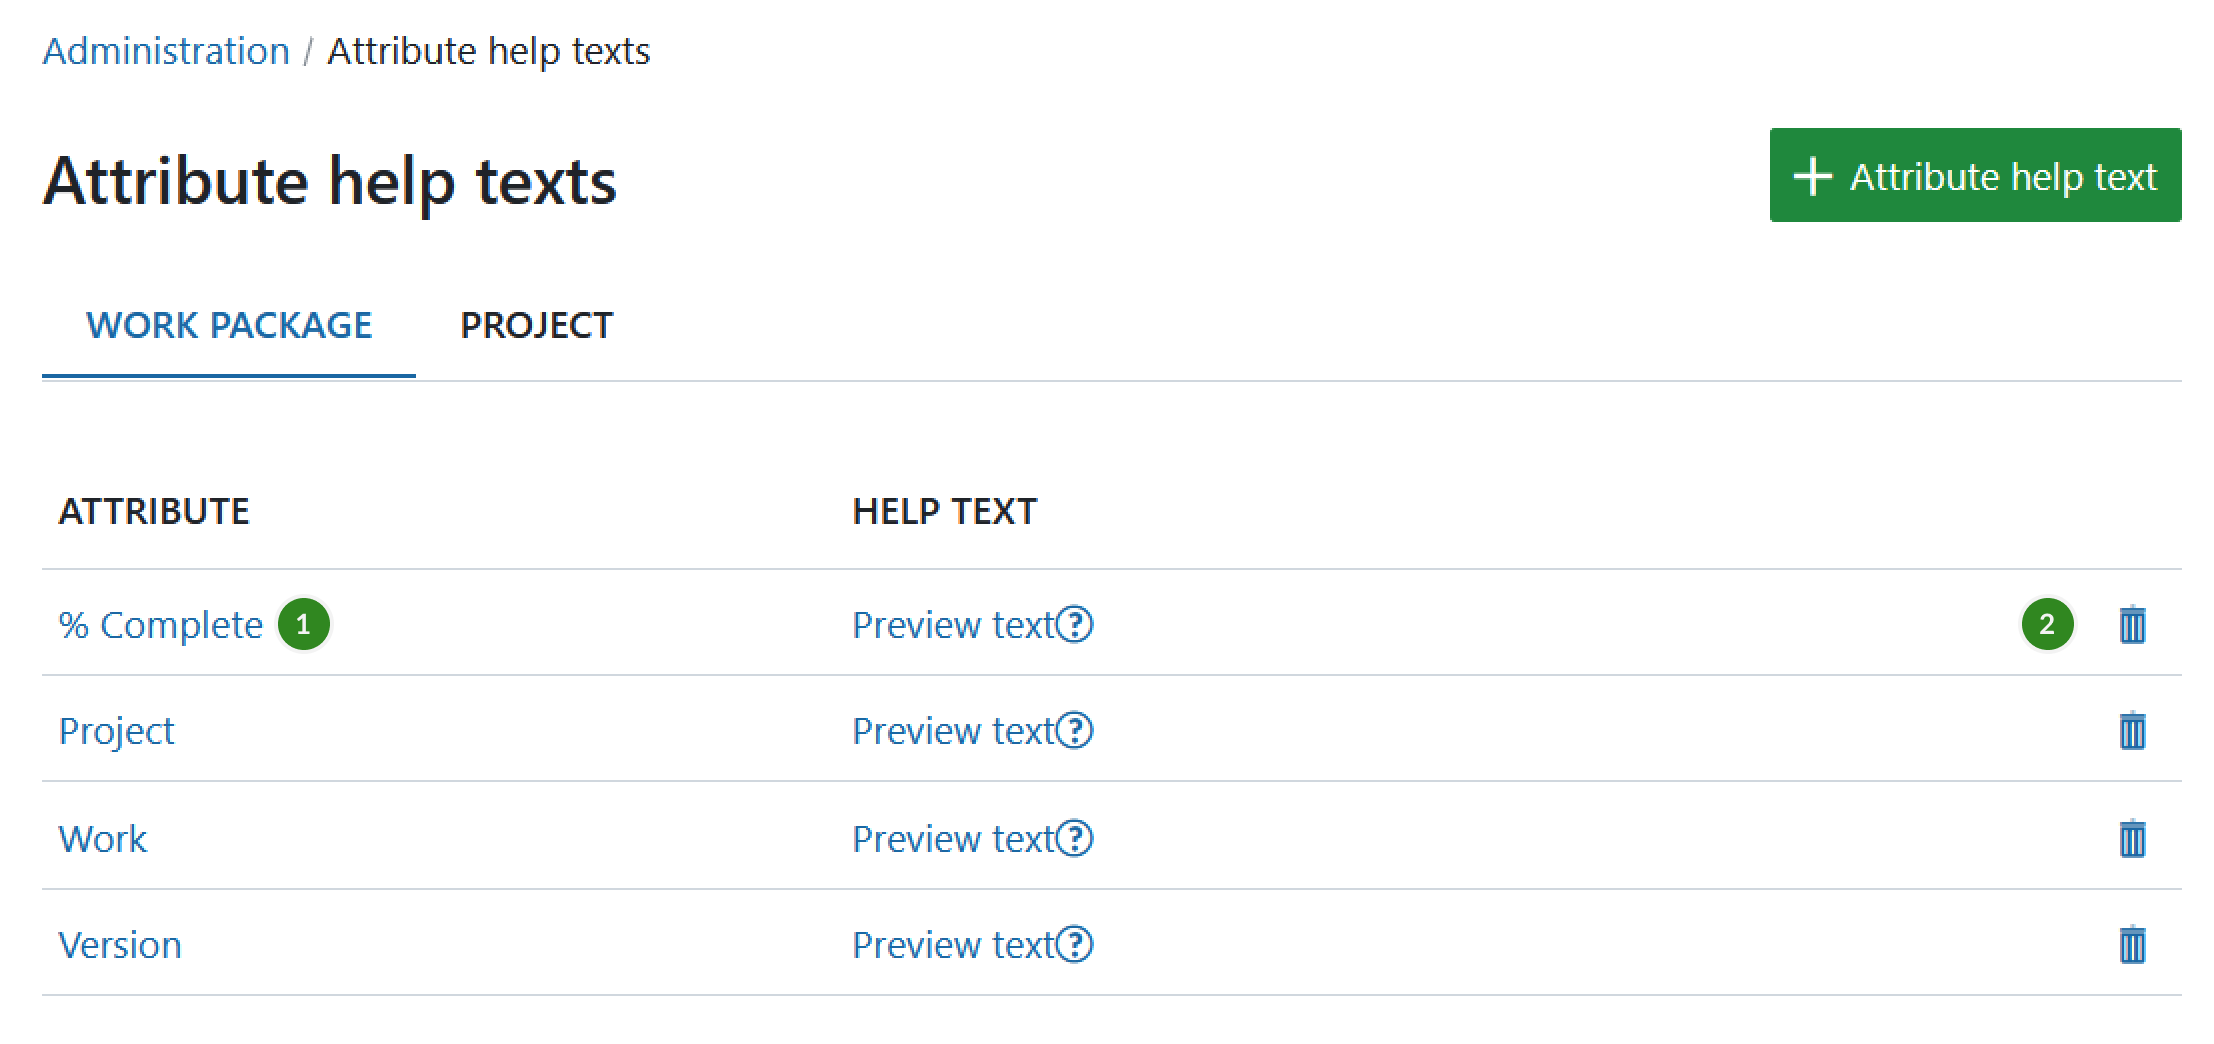 Administration / Attribute help texts
Attribute help texts
+ Attribute help text
WORK PACKAGE PROJECT
ATTRIBUTE HELP TEXT
% Complete 1 Preview text? 2
Project Preview text?
Work Preview text?
Version Preview text?